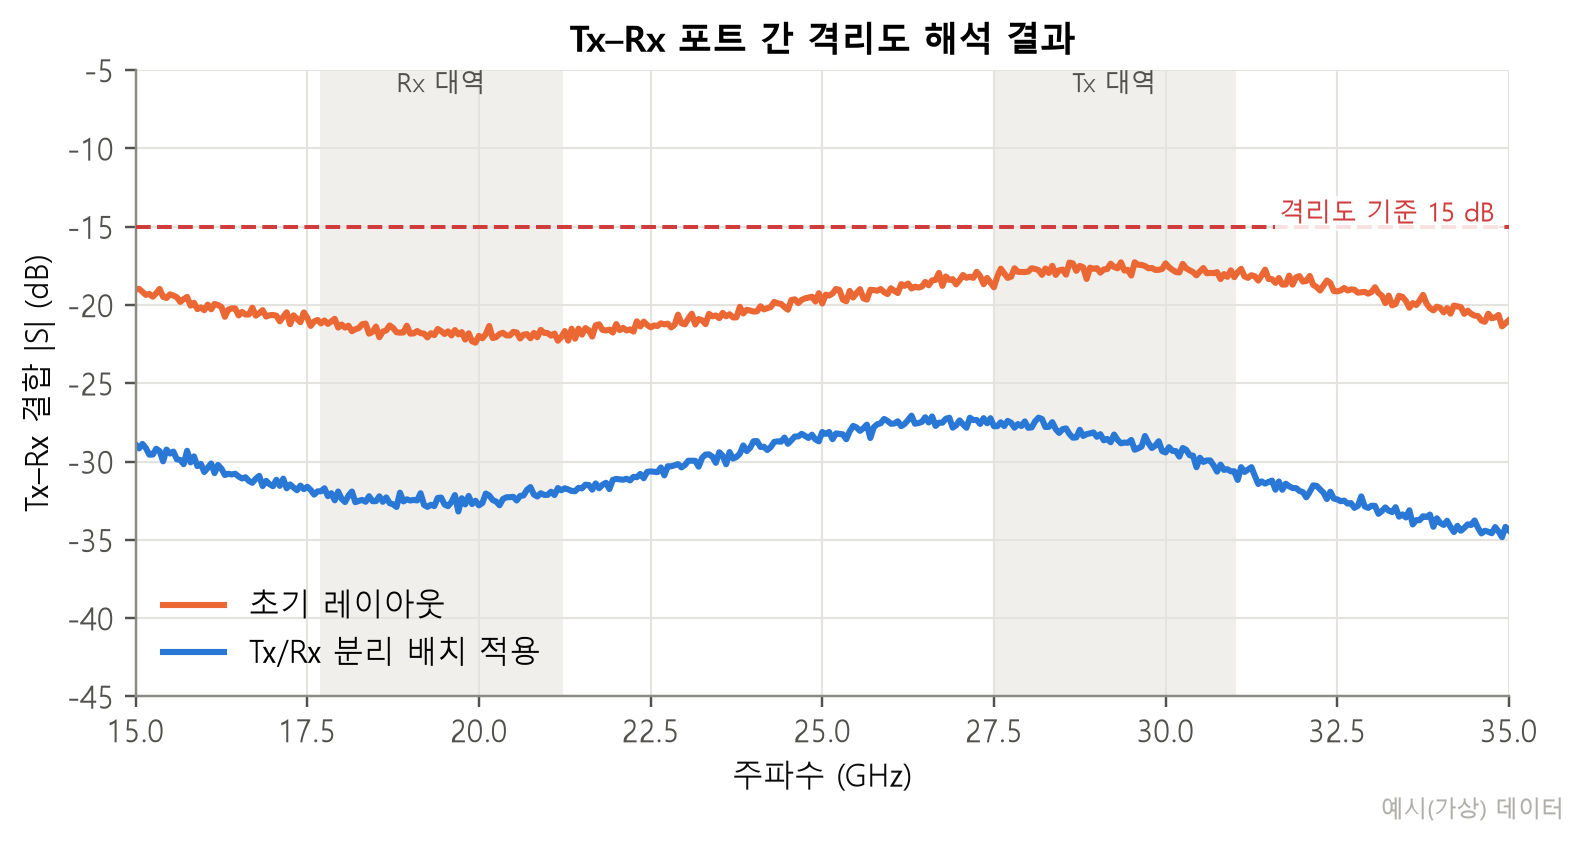 Tx–Rx 포트 간 격리도 해석 결과
Rx 대역
Tx 대역
격리도 기준 15 dB
Tx–Rx 결합 |S| (dB)
-5
-10
-15
-20
-25
-30
-35
-40
-45
초기 레이아웃
Tx/Rx 분리 배치 적용
15.0 17.5 20.0 22.5 25.0 27.5 30.0 32.5 35.0
주파수 (GHz)
예시(가상) 데이터